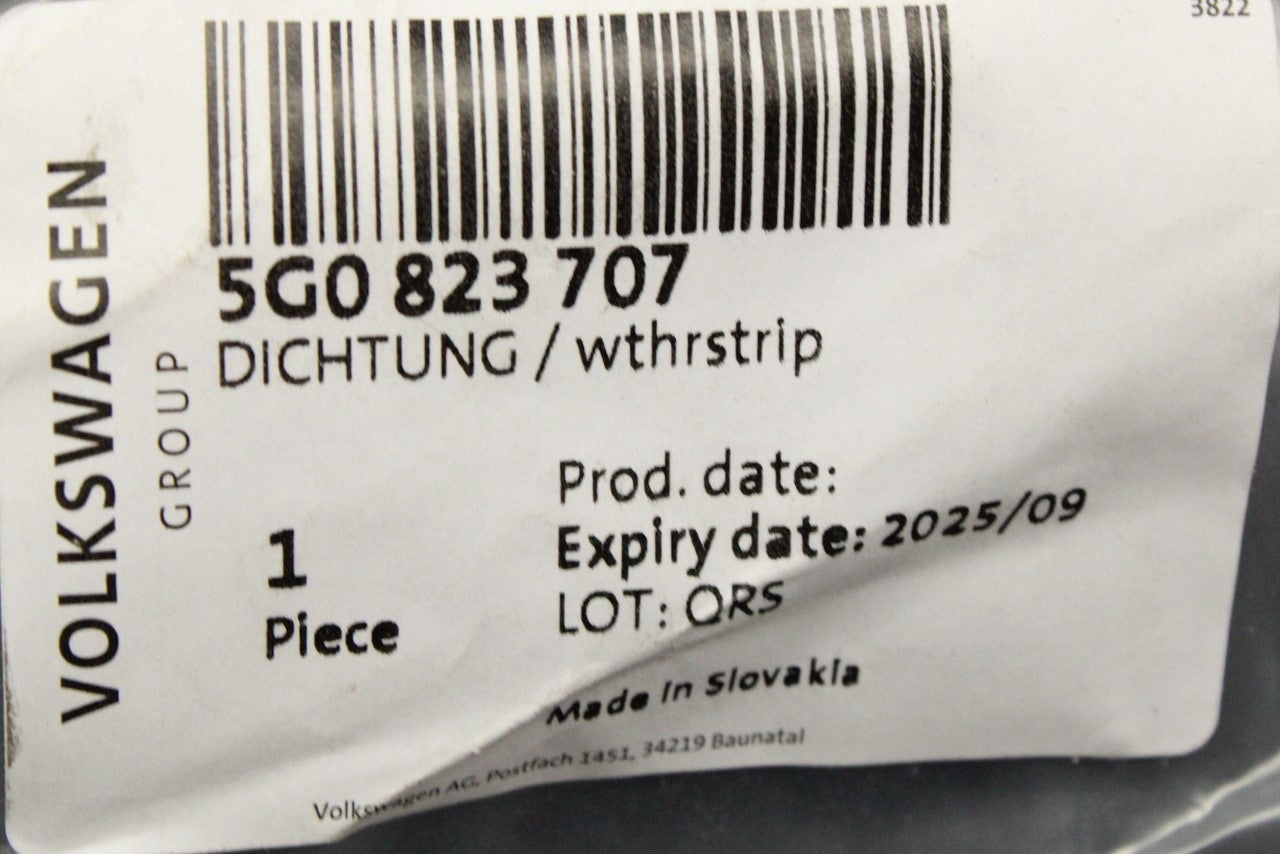 3822
VOLKSWAGEN
GROUP
5G0 823 707
DICHTUNG / wthrstrip
1
Piece
Prod. date:
Expiry date: 2025/09
LOT: QRS
Made in Slovakia
Volkswagen AG, Postfach 1451, 34219 Baunatal